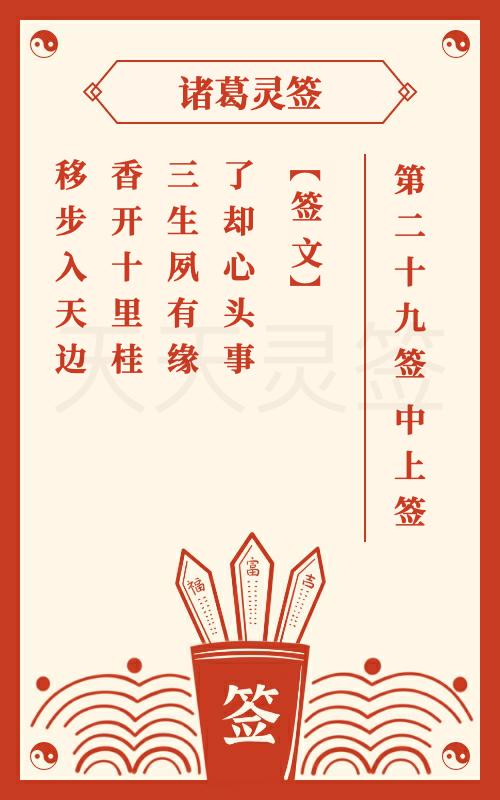 诸葛灵签
第二十九签 中上签
【签文】
了却心头事
三生夙有缘
香开十里桂
移步入天边
天天灵签
福
富
吉
签